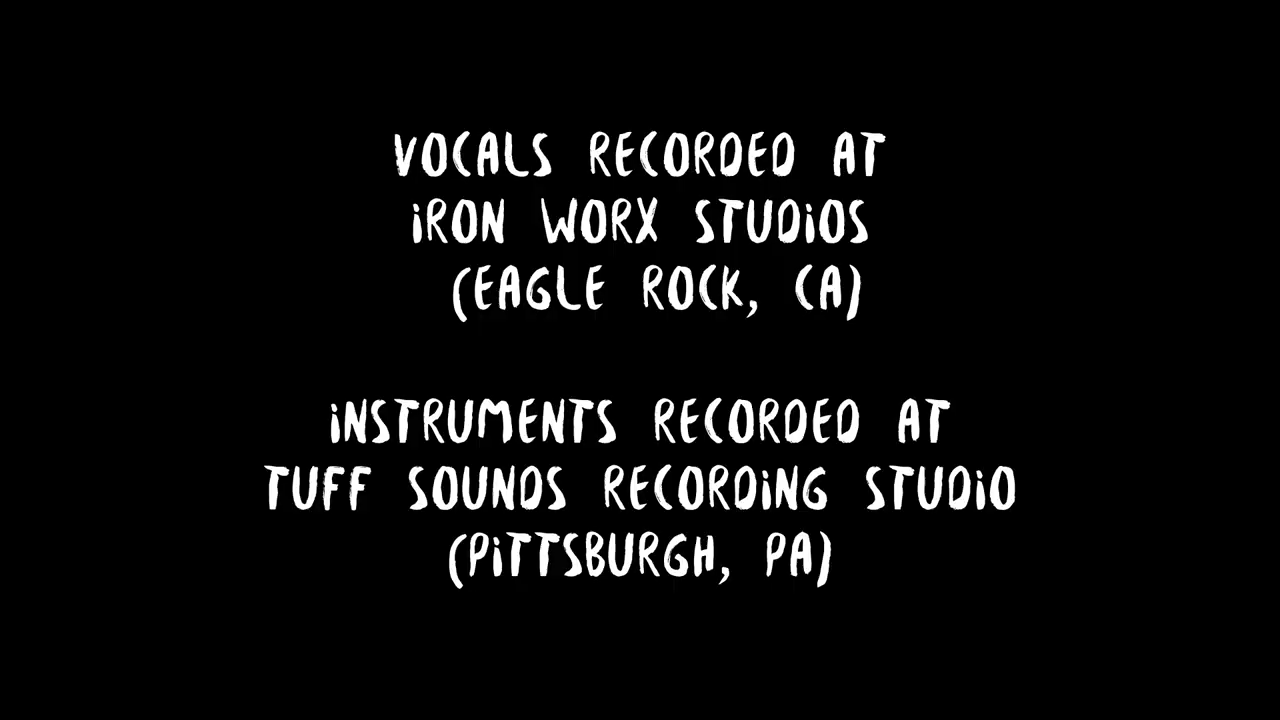 VOCALS RECORDED AT
iRON WORX STUDiOS
(EAGLE ROCK, CA)
iNSTRUMENTS RECORDED AT
TUFF SOUNDS RECORDiNG STUDiO
(PiTTSBURGH, PA)